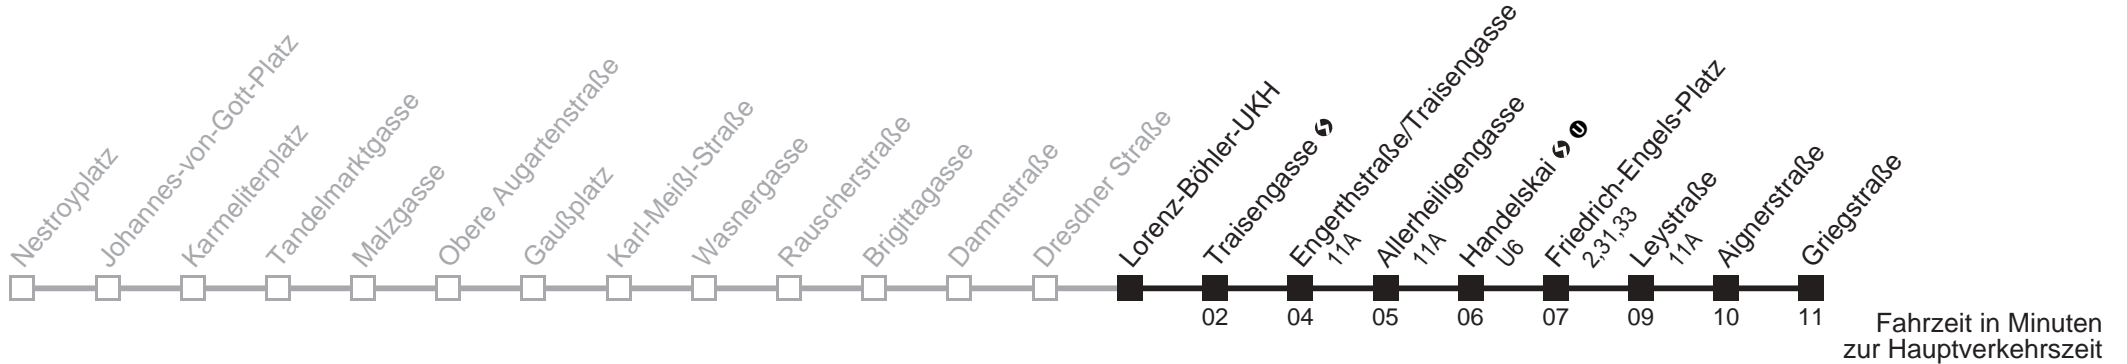 Nestroyplatz
Johannes-von-Gott-Platz
Karmeliterplatz
Tandelmarktgasse
Malzgasse
Obere Augartenstraße
Gaußplatz
Karl-Meißl-Straße
Wasnergasse
Rauscherstraße
Brigittagasse
Dammstraße
Dresdner Straße
Lorenz-Böhler-UKH
Traisengasse
Engerthstraße/Traisengasse
11A
Allerheiligengasse
11A
Handelskai U
U6
Friedrich-Engels-Platz
2,31,33
Leystraße
11A
Aignerstraße
Griegstraße
02 04 05 06 07 09 10 11
Fahrzeit in Minuten
zur Hauptverkehrszeit